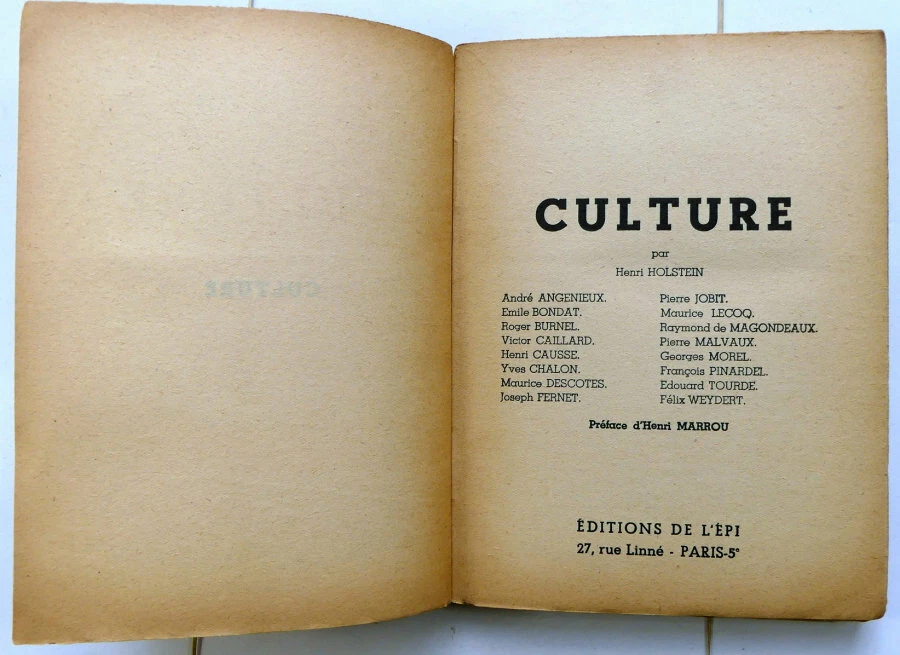 CULTURE
CULTURE
par
Henri HOLSTEIN
André ANGENIEUX.
Emile BONDAT.
Roger BURNEL.
Victor CAILLARD.
Henri CAUSSE.
Yves CHALON.
Maurice DESCOTES.
Joseph FERNET.
Pierre JOBIT.
Maurice LECOQ.
Raymond de MAGONDEAUX.
Pierre MALVAUX.
Georges MOREL.
François PINARDEL.
Edouard TOURDE.
Félix WEYDERT.
Préface d'Henri MARROU
ÉDITIONS DE L'ÉPI
27, rue Linné - PARIS-5°